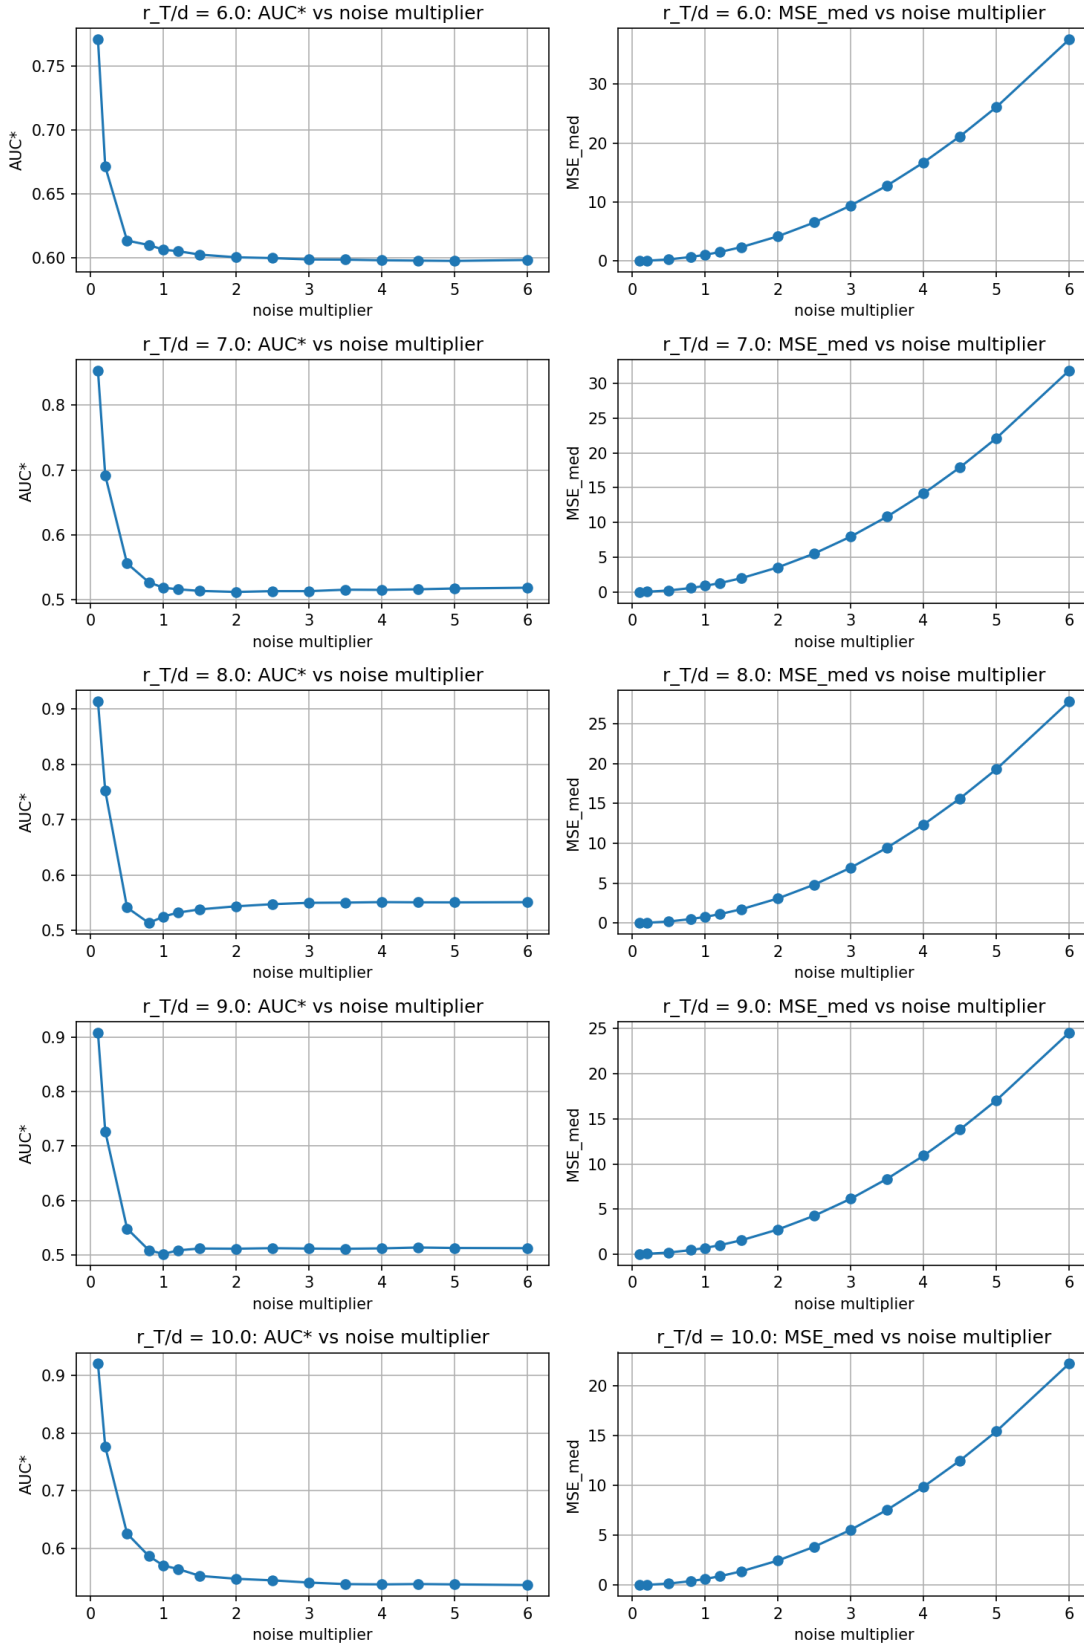 r_T/d = 6.0: AUC* vs noise multiplier
0.75
0.70
0.65
0.60
AUC*
0 1 2 3 4 5 6
noise multiplier
r_T/d = 6.0: MSE_med vs noise multiplier
30
20
10
0
MSE_med
0 1 2 3 4 5 6
noise multiplier
r_T/d = 7.0: AUC* vs noise multiplier
0.8
0.7
0.6
0.5
AUC*
0 1 2 3 4 5 6
noise multiplier
r_T/d = 7.0: MSE_med vs noise multiplier
30
25
20
15
10
5
0
MSE_med
0 1 2 3 4 5 6
noise multiplier
r_T/d = 8.0: AUC* vs noise multiplier
0.9
0.8
0.7
0.6
0.5
AUC*
0 1 2 3 4 5 6
noise multiplier
r_T/d = 8.0: MSE_med vs noise multiplier
25
20
15
10
5
0
MSE_med
0 1 2 3 4 5 6
noise multiplier
r_T/d = 9.0: AUC* vs noise multiplier
0.9
0.8
0.7
0.6
0.5
AUC*
0 1 2 3 4 5 6
noise multiplier
r_T/d = 9.0: MSE_med vs noise multiplier
25
20
15
10
5
0
MSE_med
0 1 2 3 4 5 6
noise multiplier
r_T/d = 10.0: AUC* vs noise multiplier
0.9
0.8
0.7
0.6
AUC*
0 1 2 3 4 5 6
noise multiplier
r_T/d = 10.0: MSE_med vs noise multiplier
20
15
10
5
0
MSE_med
0 1 2 3 4 5 6
noise multiplier